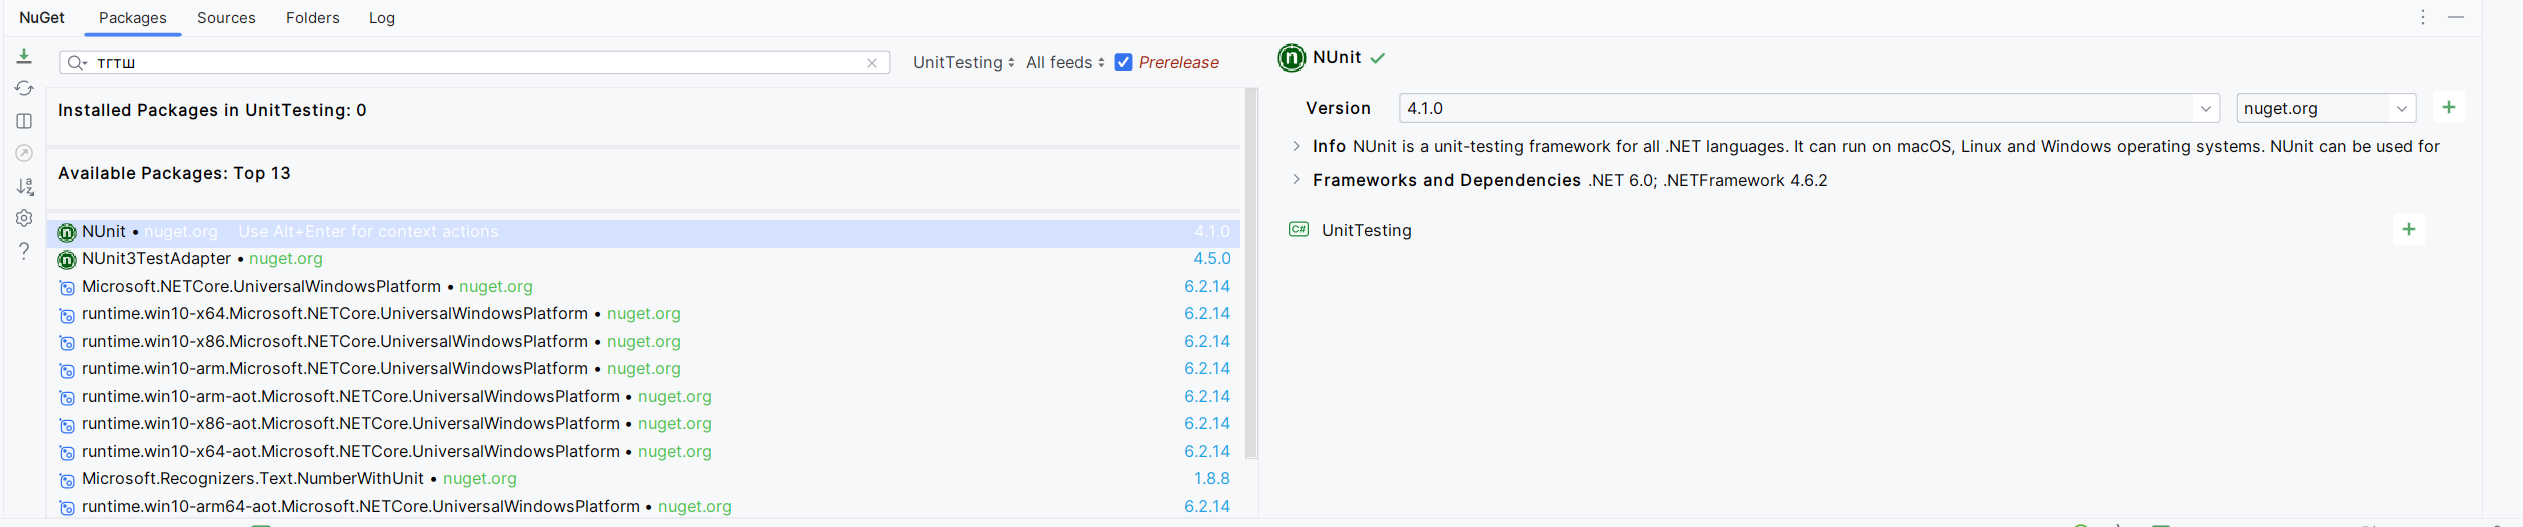 NuGet Packages Sources Folders Log
тгтш UnitTesting All feeds Prerelease
Installed Packages in UnitTesting: 0
Available Packages: Top 13
NUnit • nuget.org Use Alt+Enter for context actions 4.1.0
NUnit3TestAdapter • nuget.org 4.5.0
Microsoft.NETCore.UniversalWindowsPlatform • nuget.org 6.2.14
runtime.win10-x64.Microsoft.NETCore.UniversalWindowsPlatform • nuget.org 6.2.14
runtime.win10-x86.Microsoft.NETCore.UniversalWindowsPlatform • nuget.org 6.2.14
runtime.win10-arm.Microsoft.NETCore.UniversalWindowsPlatform • nuget.org 6.2.14
runtime.win10-arm-aot.Microsoft.NETCore.UniversalWindowsPlatform • nuget.org 6.2.14
runtime.win10-x86-aot.Microsoft.NETCore.UniversalWindowsPlatform • nuget.org 6.2.14
runtime.win10-x64-aot.Microsoft.NETCore.UniversalWindowsPlatform • nuget.org 6.2.14
Microsoft.Recognizers.Text.NumberWithUnit • nuget.org 1.8.8
runtime.win10-arm64-aot.Microsoft.NETCore.UniversalWindowsPlatform • nuget.org 6.2.14
NUnit
Version 4.1.0 nuget.org
Info NUnit is a unit-testing framework for all .NET languages. It can run on macOS, Linux and Windows operating systems. NUnit can be used for
Frameworks and Dependencies .NET 6.0; .NETFramework 4.6.2
C# UnitTesting